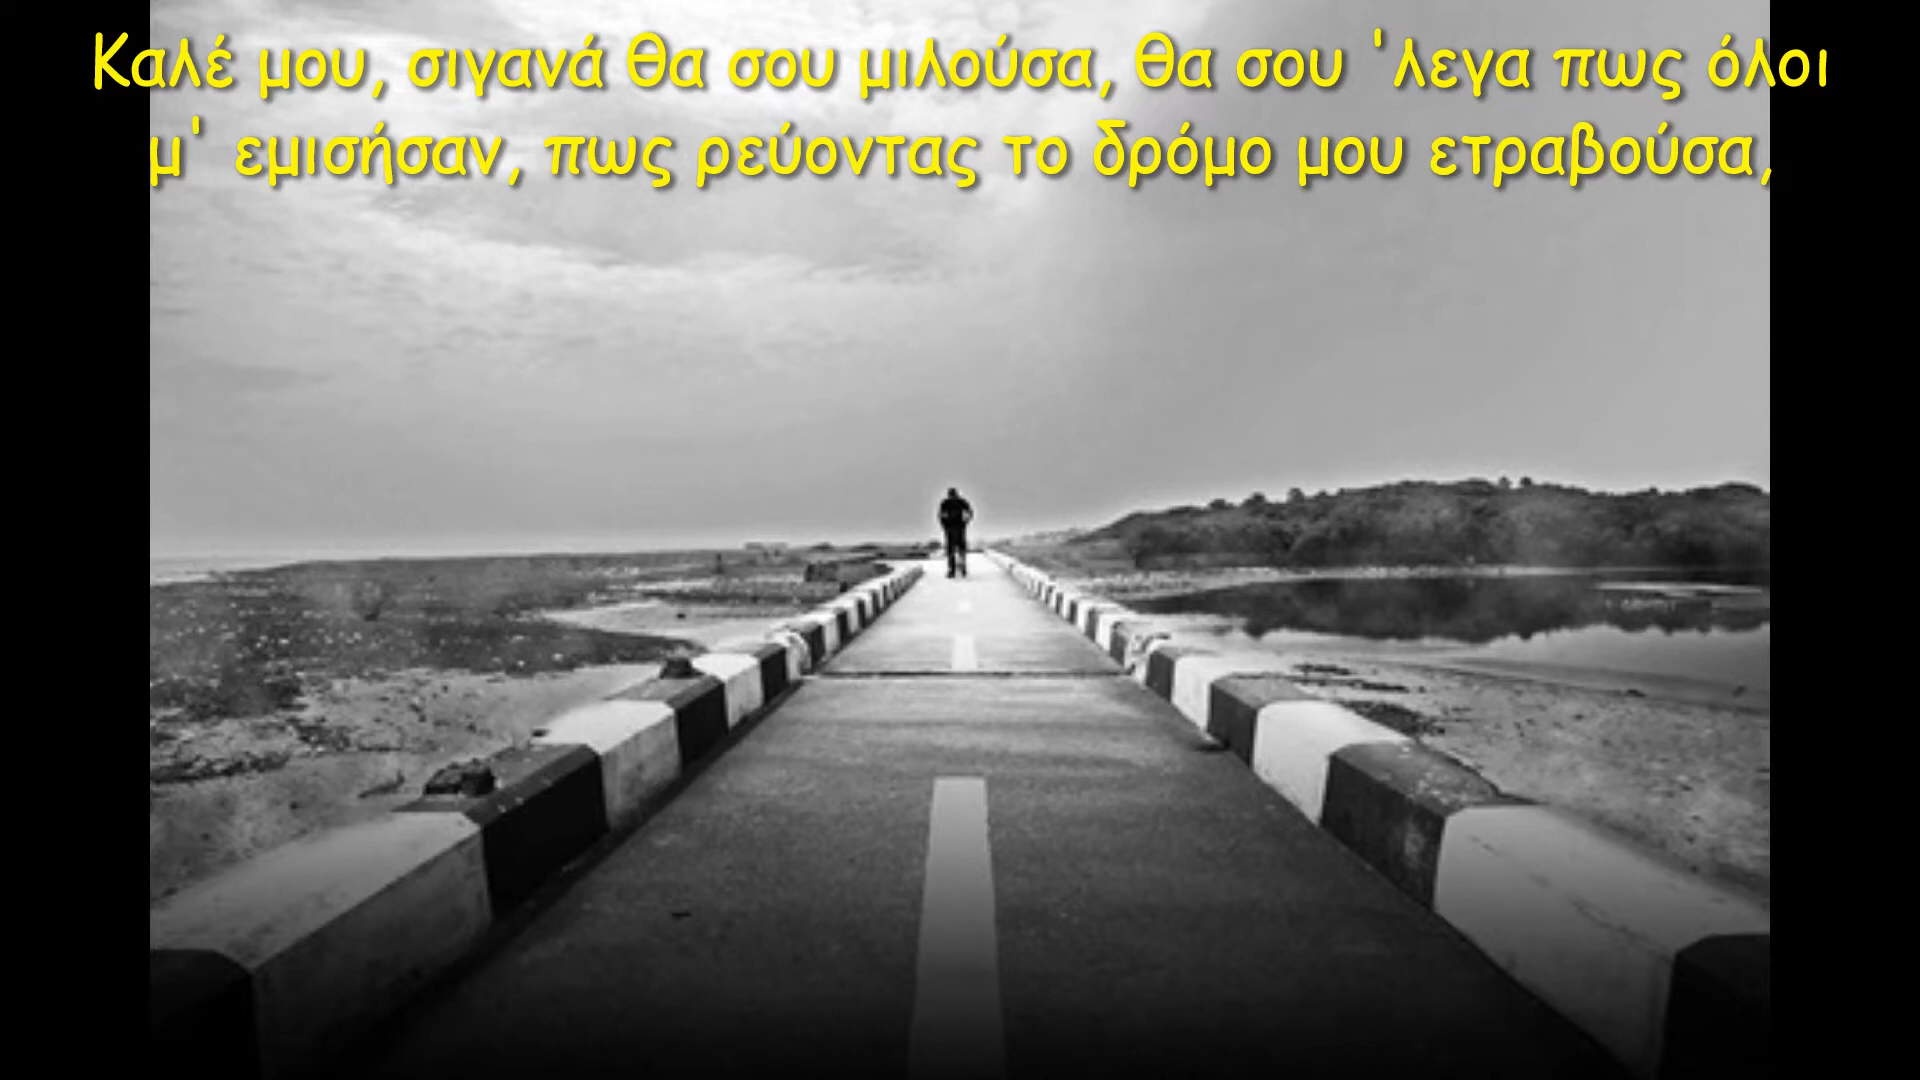 Καλέ μου, σιγανά θα σου μιλούσα, θα σου 'λεγα πως όλοι
μ' εμισήσαν, πως ρεύοντας το δρόμο μου ετραβούσα,